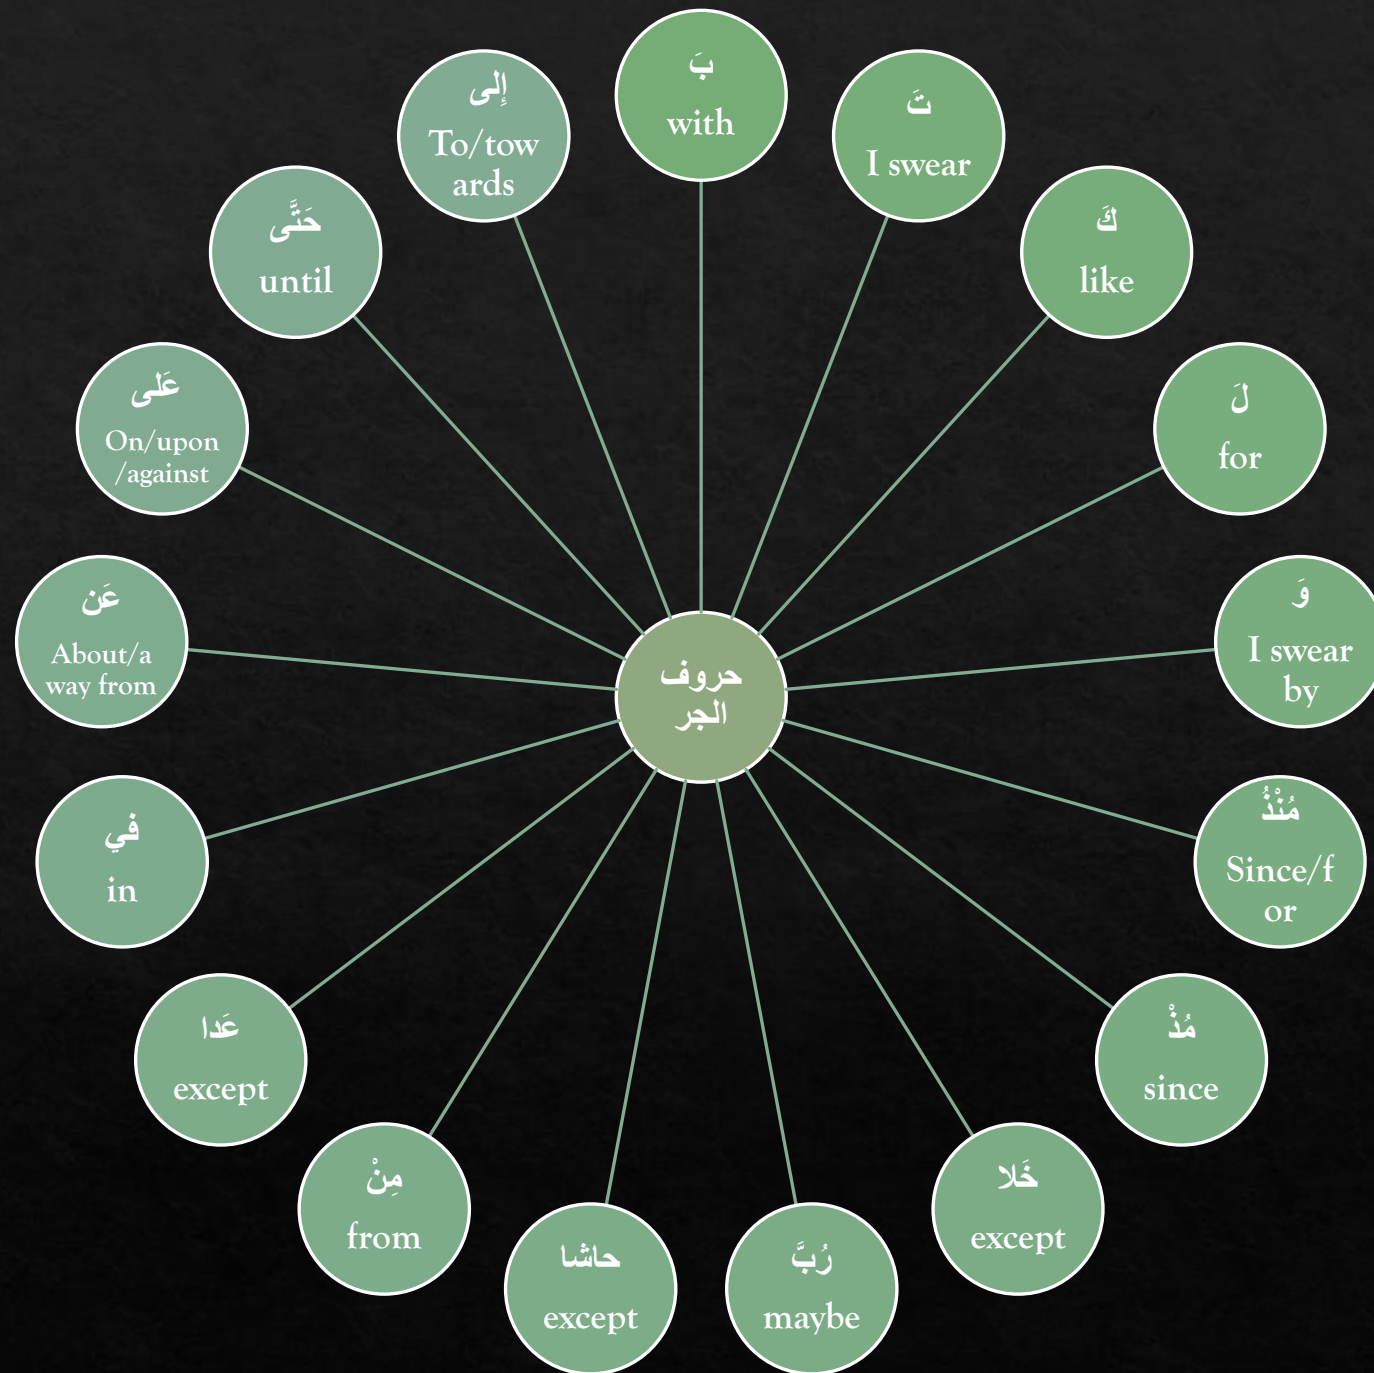 بَ
with
تَ
I swear
كَ
like
لَ
for
وَ
I swear
by
مُنْذُ
Since/f
or
مُذْ
since
خَلا
except
رُبَّ
maybe
حاشا
except
مِنْ
from
عَدا
except
في
in
عَن
About/a
way from
عَلى
On/upon
/against
حَتَّى
until
إِلى
To/tow
ards
حروف
الجر